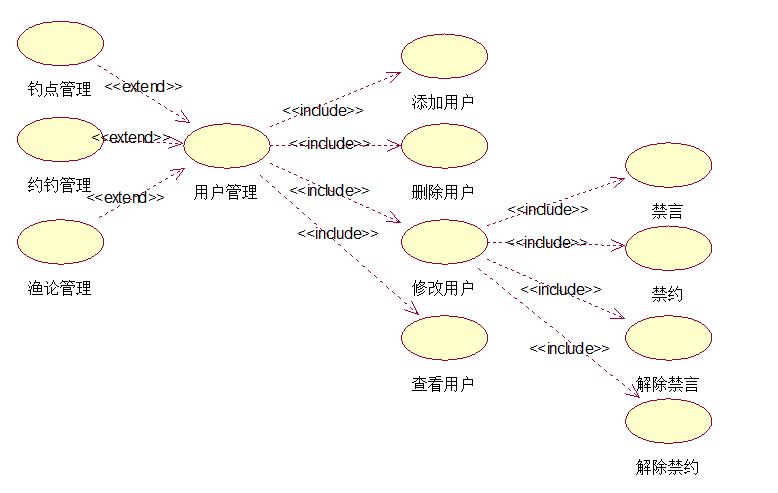 钓点管理
<<extend>>
约钓管理
<<extend>>
渔论管理
<<extend>>
用户管理
<<include>>
添加用户
<<include>>
删除用户
<<include>>
修改用户
<<include>>
查看用户
<<include>>
禁言
<<include>>
禁约
<<include>>
解除禁言
<<include>>
解除禁约